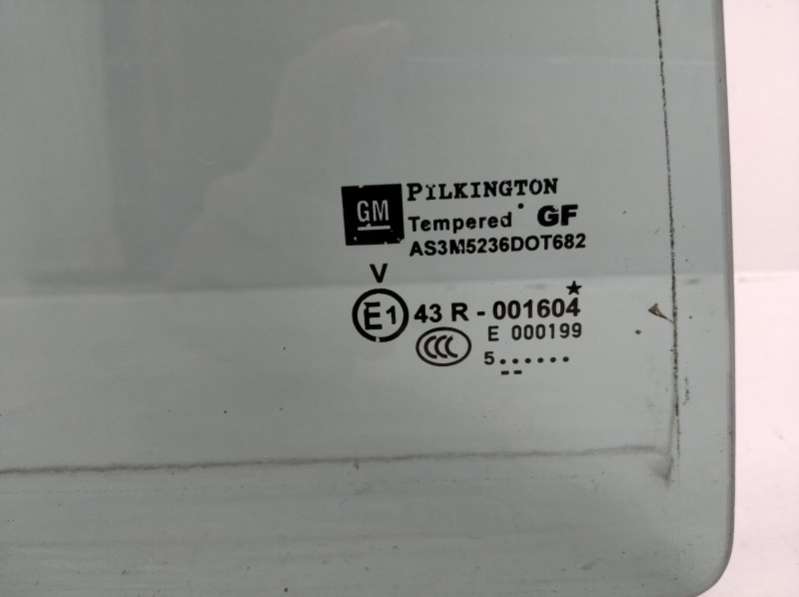 GM
PILKINGTON
Tempered GF
AS3M5236DOT682
V
E1 43 R - 001604
CCC E 000199
5......
--